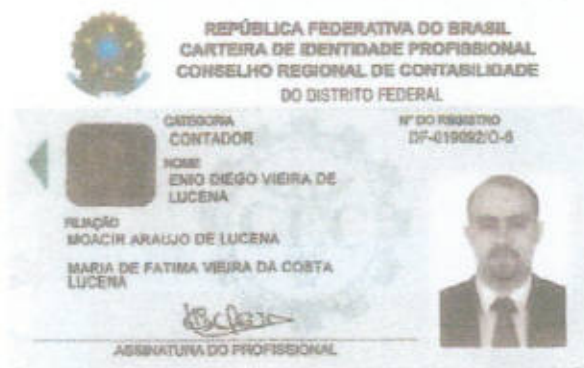 REPÚBLICA FEDERATIVA DO BRASIL
CARTEIRA DE IDENTIDADE PROFISSIONAL
CONSELHO REGIONAL DE CONTABILIDADE
DO DISTRITO FEDERAL
CATEGORIA
CONTADOR
Nº DO REGISTRO
DF-019092/O-6
NOME
ENIO DIEGO VIEIRA DE
LUCENA
FILIAÇÃO
MOACIR ARAUJO DE LUCENA
MARIA DE FATIMA VIEIRA DA COSTA
LUCENA
ASSINATURA DO PROFISSIONAL